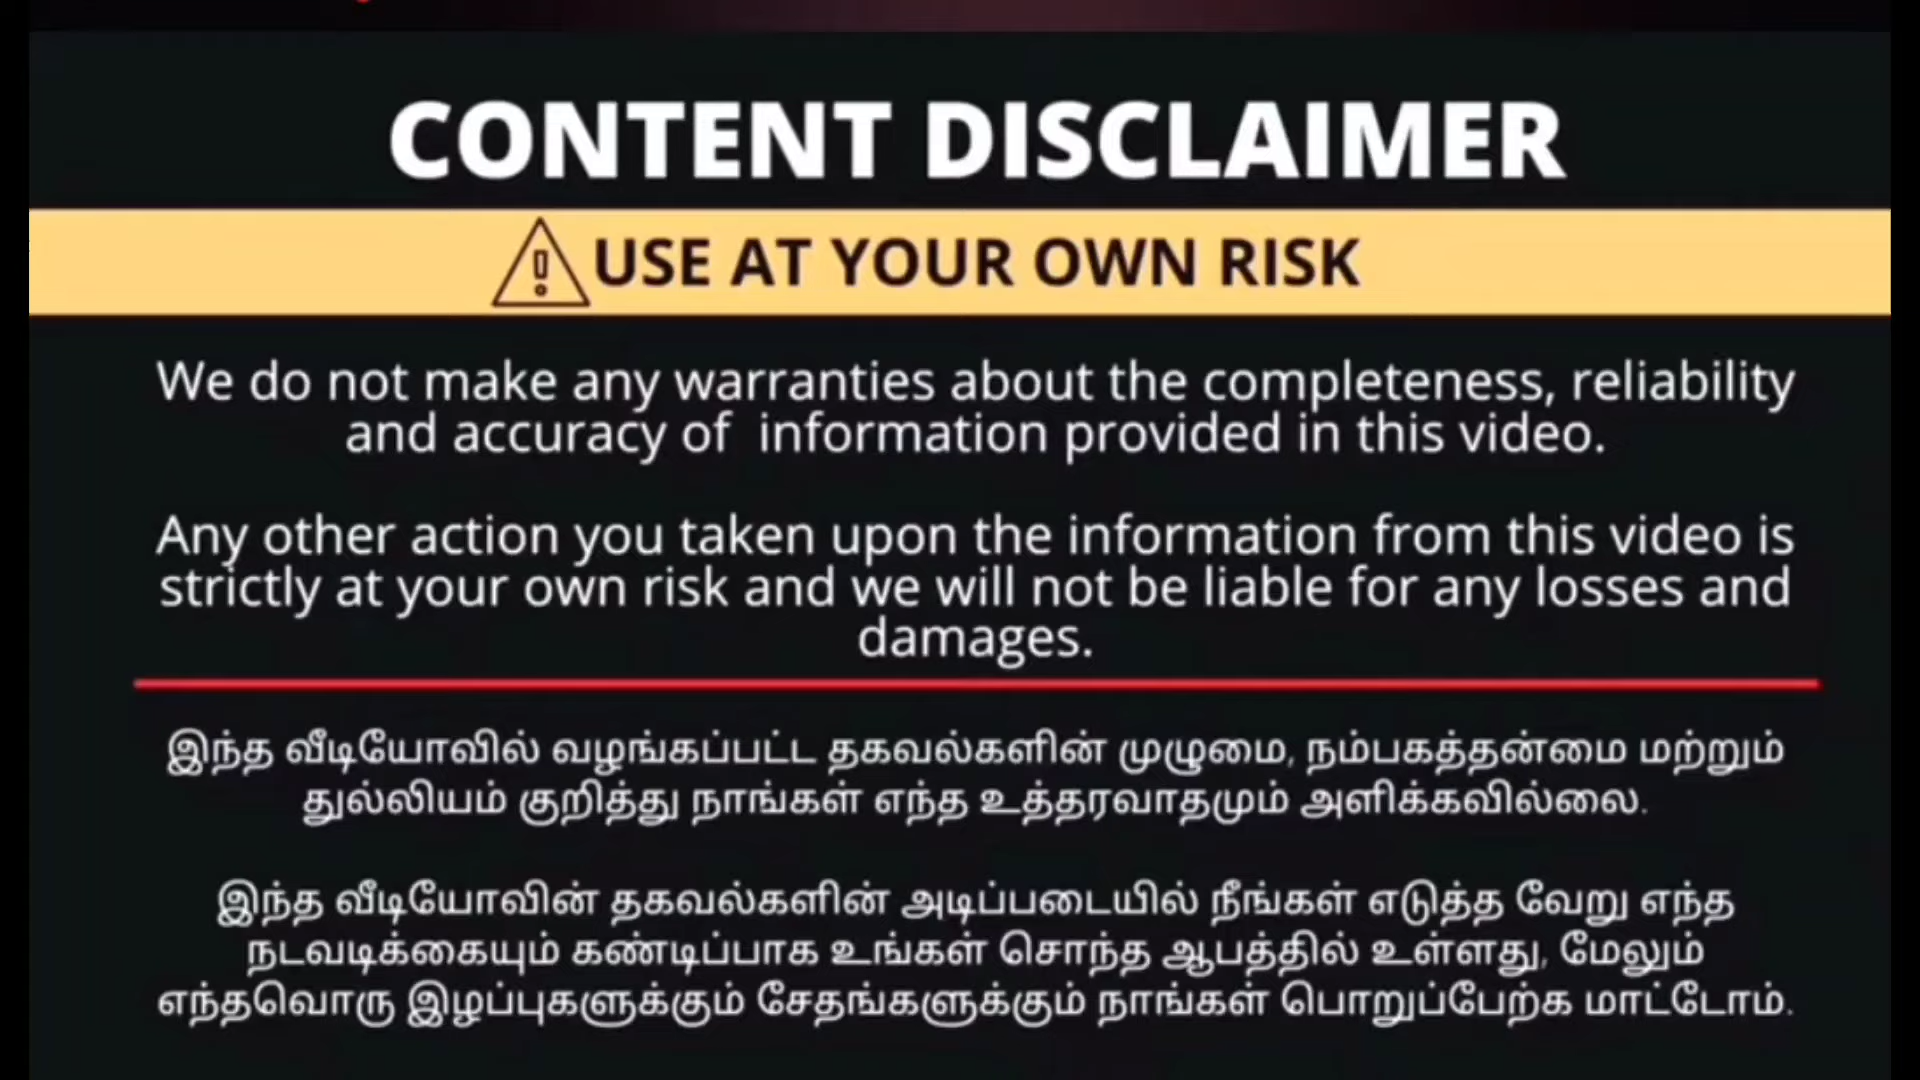 CONTENT DISCLAIMER
USE AT YOUR OWN RISK
We do not make any warranties about the completeness, reliability
and accuracy of information provided in this video.
Any other action you taken upon the information from this video is
strictly at your own risk and we will not be liable for any losses and
damages.
இந்த வீடியோவில் வழங்கப்பட்ட தகவல்களின் முழுமை, நம்பகத்தன்மை மற்றும்
துல்லியம் குறித்து நாங்கள் எந்த உத்தரவாதமும் அளிக்கவில்லை.
இந்த வீடியோவின் தகவல்களின் அடிப்படையில் நீங்கள் எடுத்த வேறு எந்த
நடவடிக்கையும் கண்டிப்பாக உங்கள் சொந்த ஆபத்தில் உள்ளது, மேலும்
எந்தவொரு இழப்புகளுக்கும் சேதங்களுக்கும் நாங்கள் பொறுப்பேற்க மாட்டோம்.